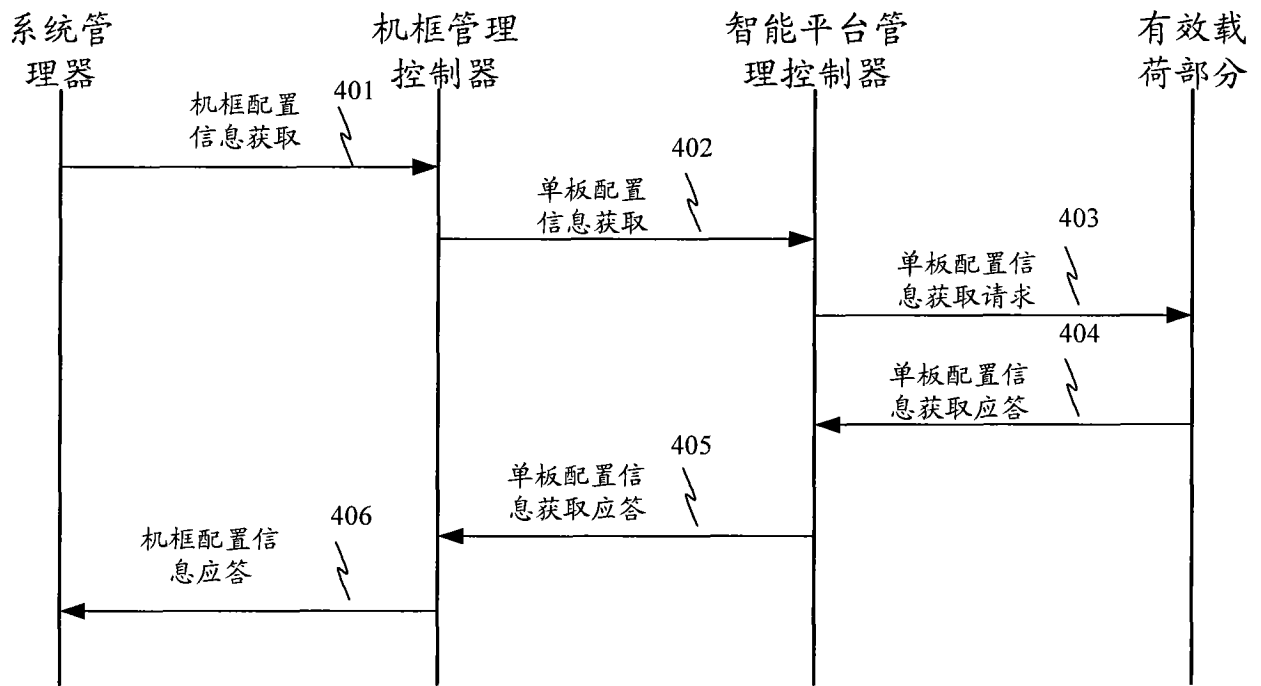 系统管
理器
机框管理
控制器
智能平台管
理控制器
有效载
荷部分
机框配置
信息获取
401
单板配置
信息获取
402
单板配置信
息获取请求
403
单板配置信
息获取应答
404
单板配置信
息获取应答
405
机框配置信
息应答
406